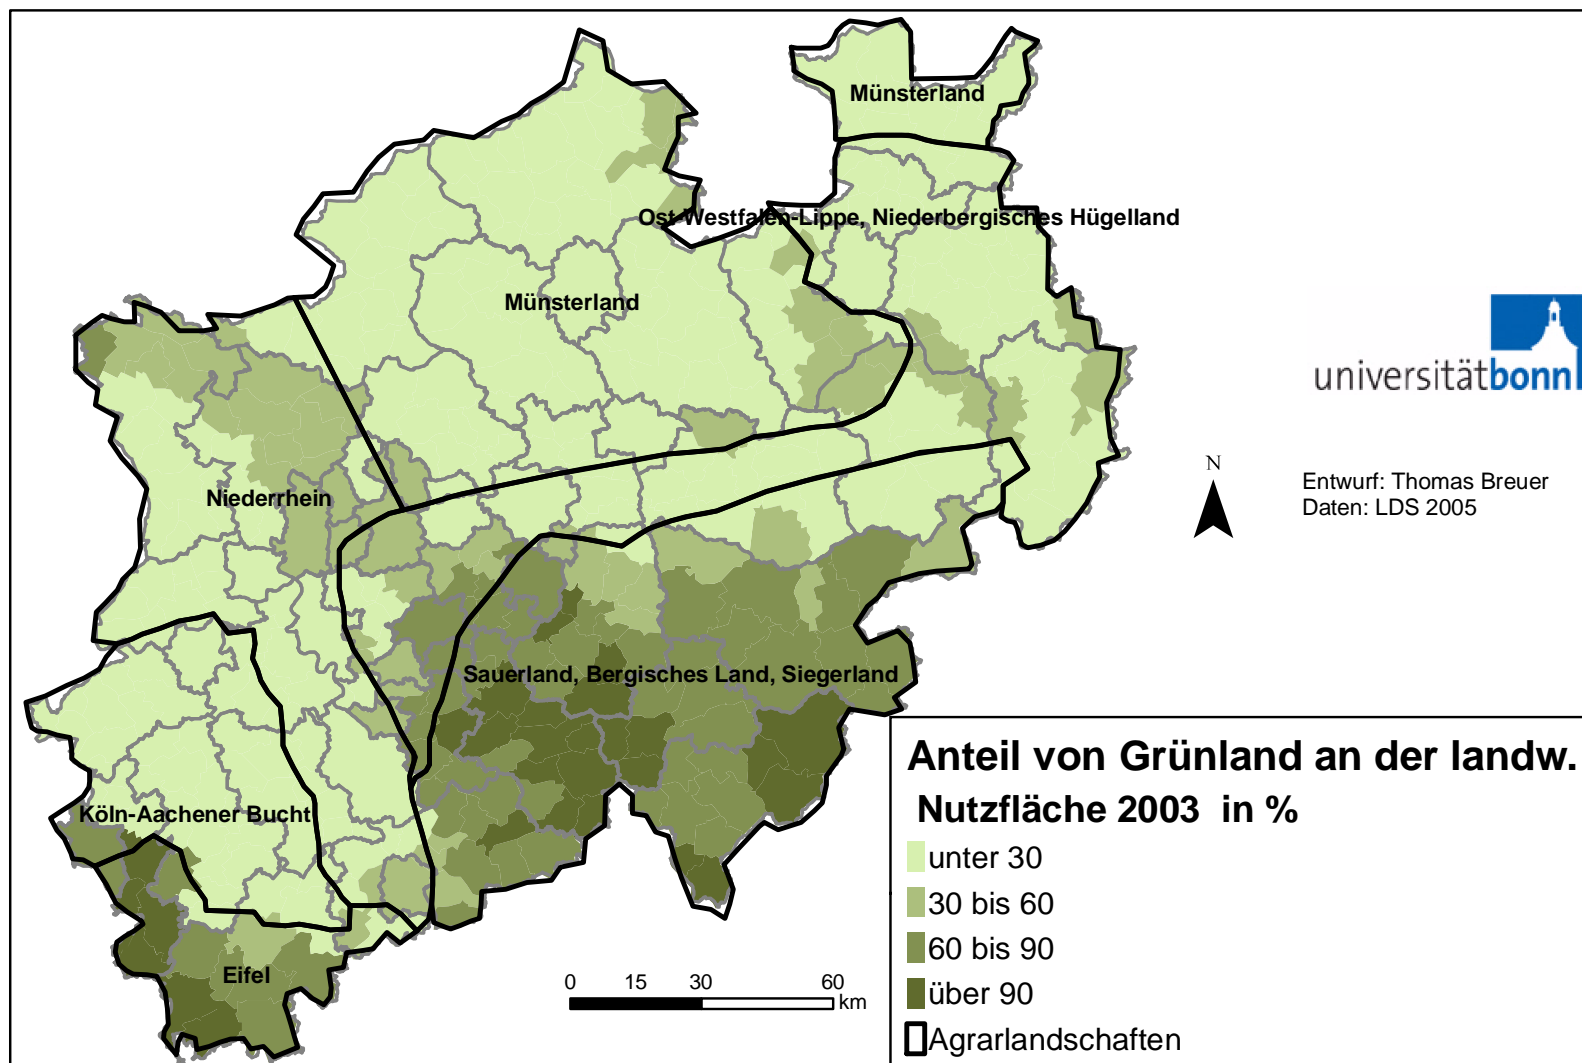 Münsterland
Ost-Westfalen-Lippe, Niederbergisches Hügelland
Münsterland
Niederrhein
Sauerland, Bergisches Land, Siegerland
Köln-Aachener Bucht
Eifel
universitätbonn
N
Entwurf: Thomas Breuer
Daten: LDS 2005
0 15 30 60
km
Anteil von Grünland an der landw.
Nutzfläche 2003 in %
unter 30
30 bis 60
60 bis 90
über 90
Agrarlandschaften